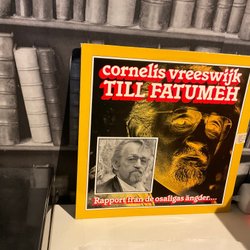 cornelis vreeswijk
TILL FATUMEH
Rapport från de osaligas ängder....